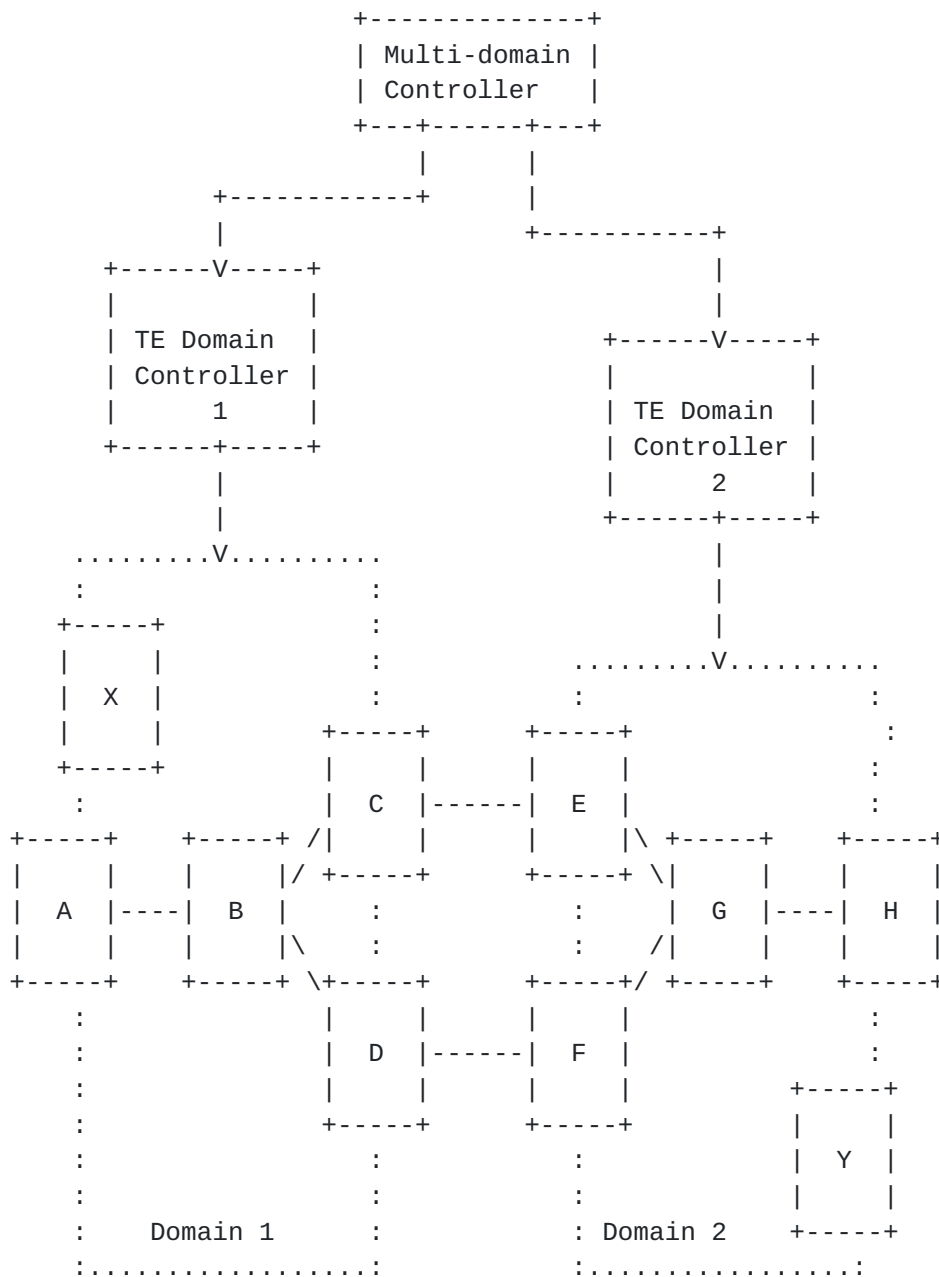 Multi-domain
Controller
TE Domain
Controller
1
TE Domain
Controller
2
X
C
E
A
B
G
H
D
F
Y
Domain 1
Domain 2